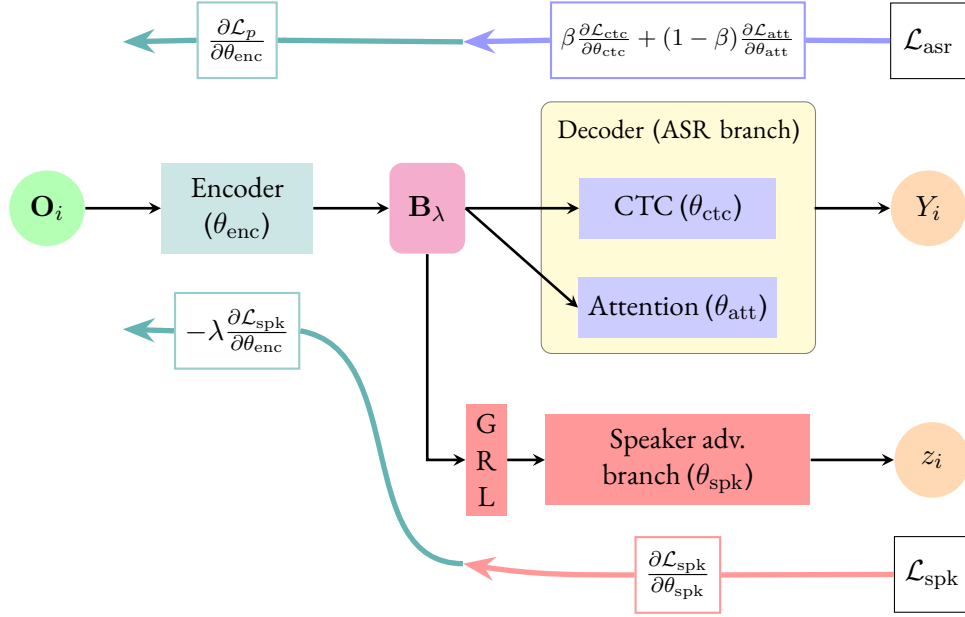 ∂ℒ_p/∂θ_enc
β ∂ℒ_ctc/∂θ_ctc + (1 − β) ∂ℒ_att/∂θ_att
ℒ_asr
Decoder (ASR branch)
O_i
Encoder
(θ_enc)
B_λ
CTC (θ_ctc)
Y_i
Attention (θ_att)
−λ ∂ℒ_spk/∂θ_enc
G
R
L
Speaker adv.
branch (θ_spk)
z_i
∂ℒ_spk/∂θ_spk
ℒ_spk